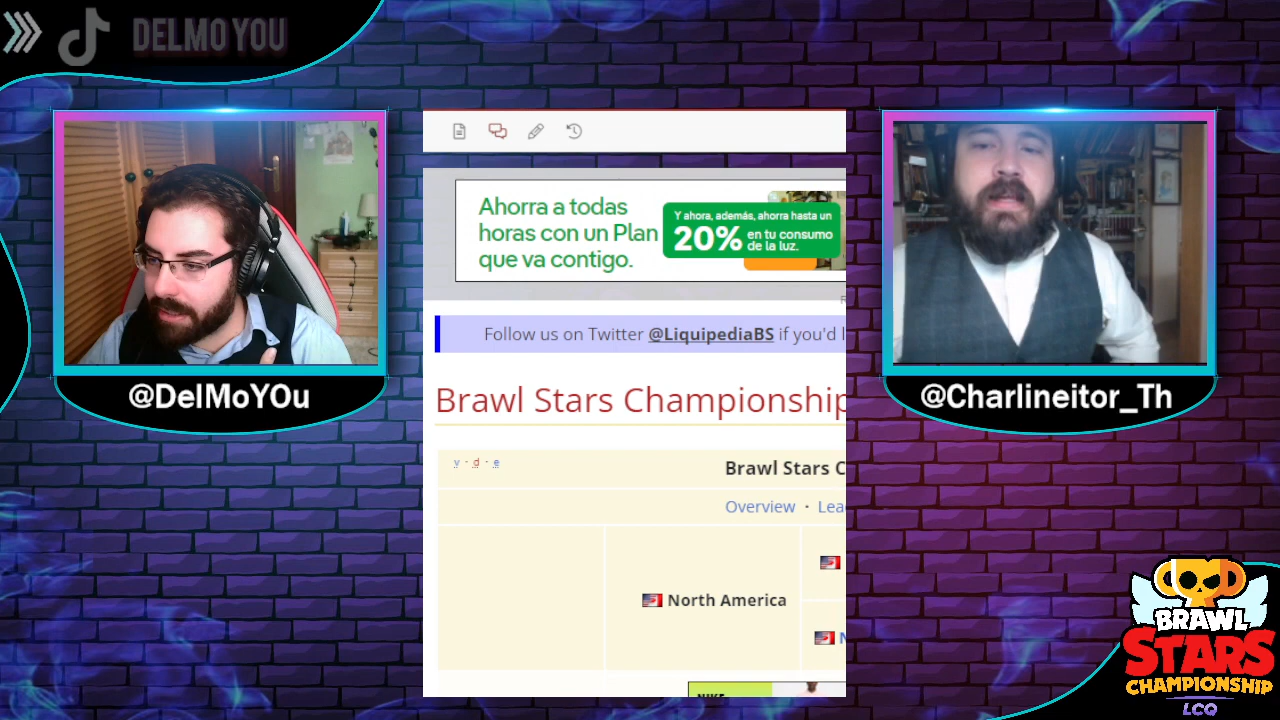 DELMO YOU
Ahorra a todas
horas con un Plan
que va contigo.
Y ahora, además, ahorra hasta un
20% en tu consumo
de la luz.
Follow us on Twitter @LiquipediaBS if you'd l
Brawl Stars Championship
v · d · e
Brawl Stars C
Overview · Lea
North America
N
NIKE
@DelMoYOu
@Charlineitor_Th
BRAWL
STARS
CHAMPIONSHIP
LCQ